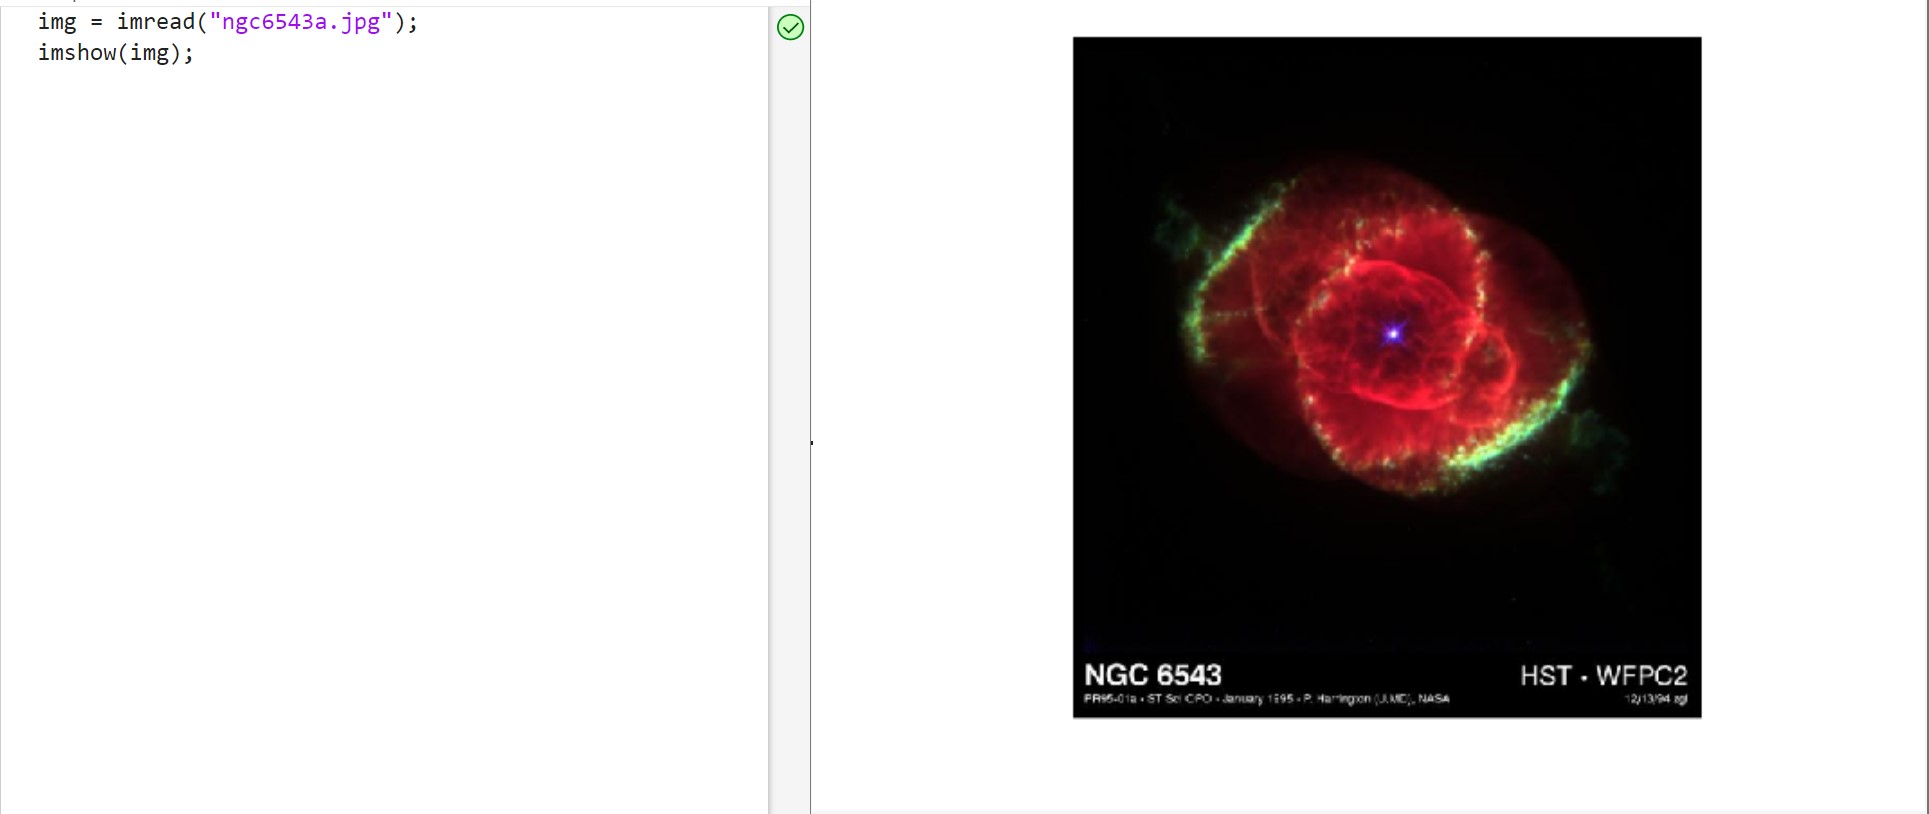 img = imread("ngc6543a.jpg");
imshow(img);
NGC 6543
HST · WFPC2
PR95-01a · ST ScI OPO · January 1995 · P. Harrington (U.MD), NASA
12/13/94 zgl